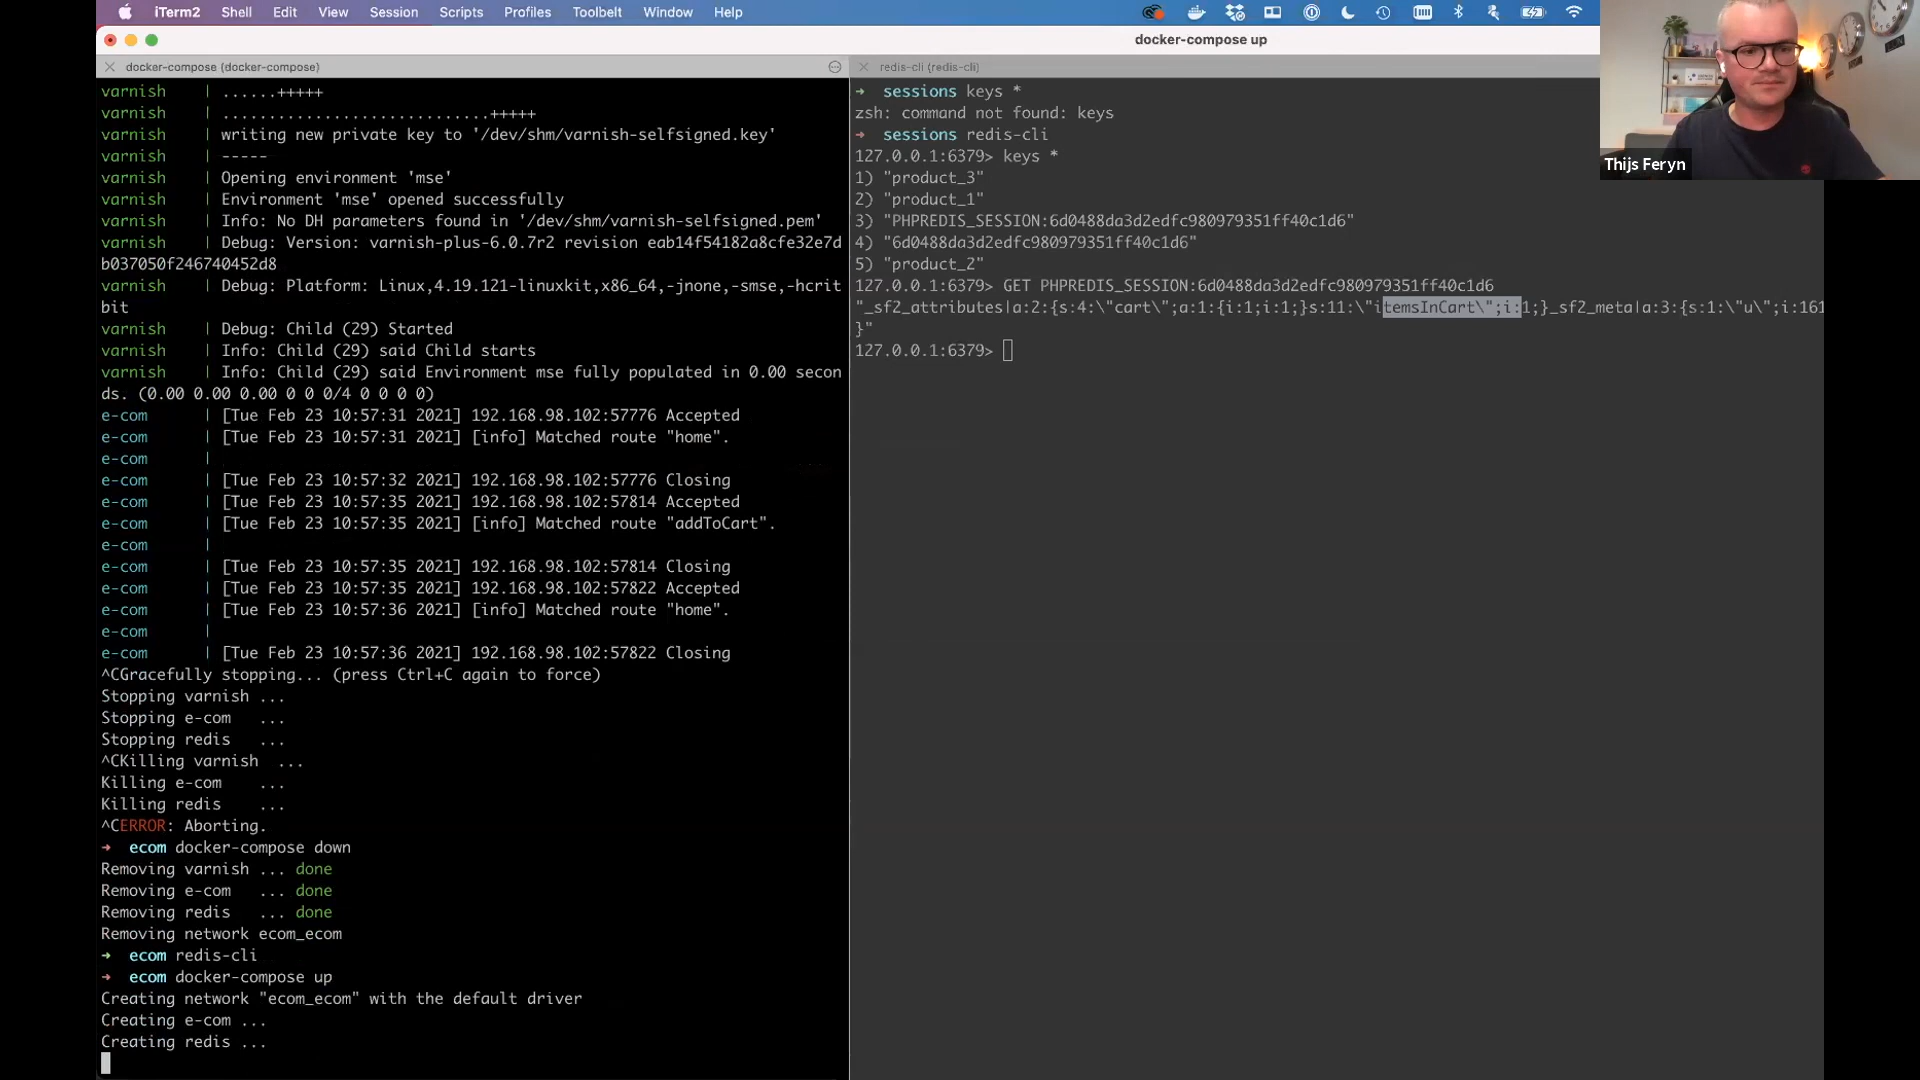 iTerm2 Shell Edit View Session Scripts Profiles Toolbelt Window Help
docker-compose up
docker-compose (docker-compose)
varnish | ......+++++
varnish | .............................+++++
varnish | writing new private key to '/dev/shm/varnish-selfsigned.key'
varnish | -----
varnish | Opening environment 'mse'
varnish | Environment 'mse' opened successfully
varnish | Info: No DH parameters found in '/dev/shm/varnish-selfsigned.pem'
varnish | Debug: Version: varnish-plus-6.0.7r2 revision eab14f54182a8cfe32e7d
b037050f246740452d8
varnish | Debug: Platform: Linux,4.19.121-linuxkit,x86_64,-jnone,-smse,-hcrit
bit
varnish | Debug: Child (29) Started
varnish | Info: Child (29) said Child starts
varnish | Info: Child (29) said Environment mse fully populated in 0.00 secon
ds. (0.00 0.00 0.00 0 0 0/4 0 0 0 0)
e-com | [Tue Feb 23 10:57:31 2021] 192.168.98.102:57776 Accepted
e-com | [Tue Feb 23 10:57:31 2021] [info] Matched route "home".
e-com |
e-com | [Tue Feb 23 10:57:32 2021] 192.168.98.102:57776 Closing
e-com | [Tue Feb 23 10:57:35 2021] 192.168.98.102:57814 Accepted
e-com | [Tue Feb 23 10:57:35 2021] [info] Matched route "addToCart".
e-com |
e-com | [Tue Feb 23 10:57:35 2021] 192.168.98.102:57814 Closing
e-com | [Tue Feb 23 10:57:35 2021] 192.168.98.102:57822 Accepted
e-com | [Tue Feb 23 10:57:36 2021] [info] Matched route "home".
e-com |
e-com | [Tue Feb 23 10:57:36 2021] 192.168.98.102:57822 Closing
^CGracefully stopping... (press Ctrl+C again to force)
Stopping varnish ...
Stopping e-com ...
Stopping redis ...
^CKilling varnish ...
Killing e-com ...
Killing redis ...
^CERROR: Aborting.
→ ecom docker-compose down
Removing varnish ... done
Removing e-com ... done
Removing redis ... done
Removing network ecom_ecom
→ ecom redis-cli
→ ecom docker-compose up
Creating network "ecom_ecom" with the default driver
Creating e-com ...
Creating redis ...
redis-cli (redis-cli)
→ sessions keys *
zsh: command not found: keys
→ sessions redis-cli
127.0.0.1:6379> keys *
1) "product_3"
2) "product_1"
3) "PHPREDIS_SESSION:6d0488da3d2edfc980979351ff40c1d6"
4) "6d0488da3d2edfc980979351ff40c1d6"
5) "product_2"
127.0.0.1:6379> GET PHPREDIS_SESSION:6d0488da3d2edfc980979351ff40c1d6
"_sf2_attributes|a:2:{s:4:\"cart\";a:1:{i:1;i:1;}s:11:\"itemsInCart\";i:1;}_sf2_meta|a:3:{s:1:\"u\";i:161
}"
127.0.0.1:6379>
Thijs Feryn